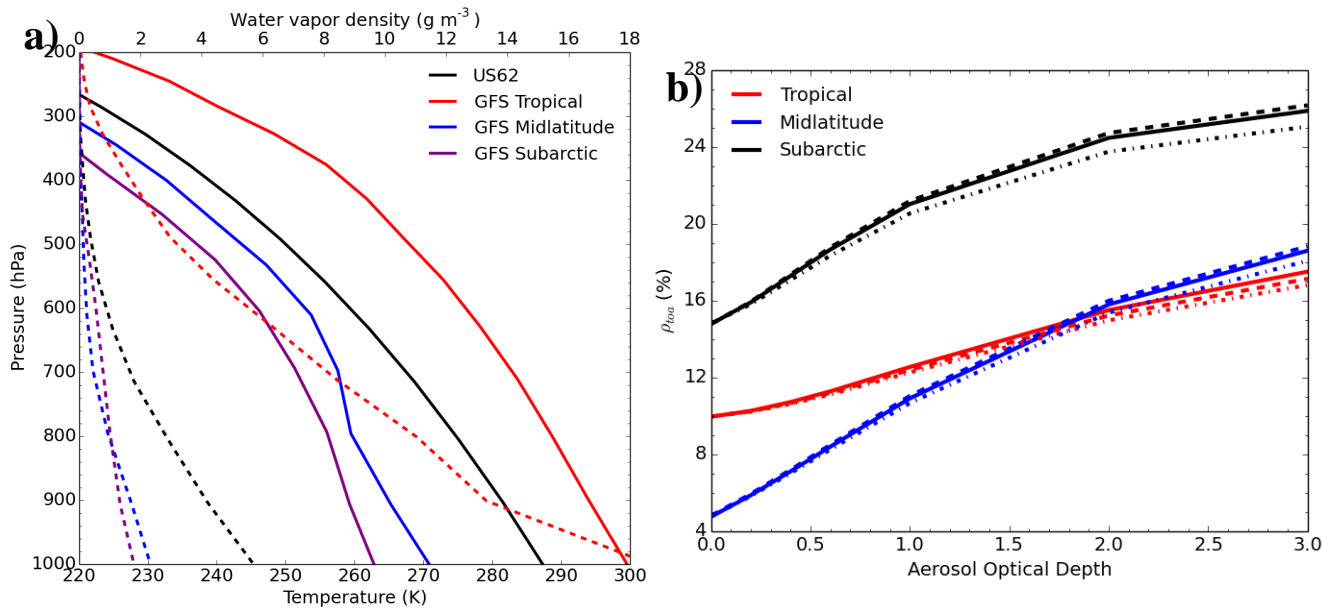 a)
Water vapor density (g m-3)
0 2 4 6 8 10 12 14 16 18
200
300
400
500
600
700
800
900
1000
Pressure (hPa)
US62
GFS Tropical
GFS Midlatitude
GFS Subarctic
220 230 240 250 260 270 280 290 300
Temperature (K)
b)
28
24
20
16
12
8
4
ρtoa (%)
Tropical
Midlatitude
Subarctic
0.0 0.5 1.0 1.5 2.0 2.5 3.0
Aerosol Optical Depth